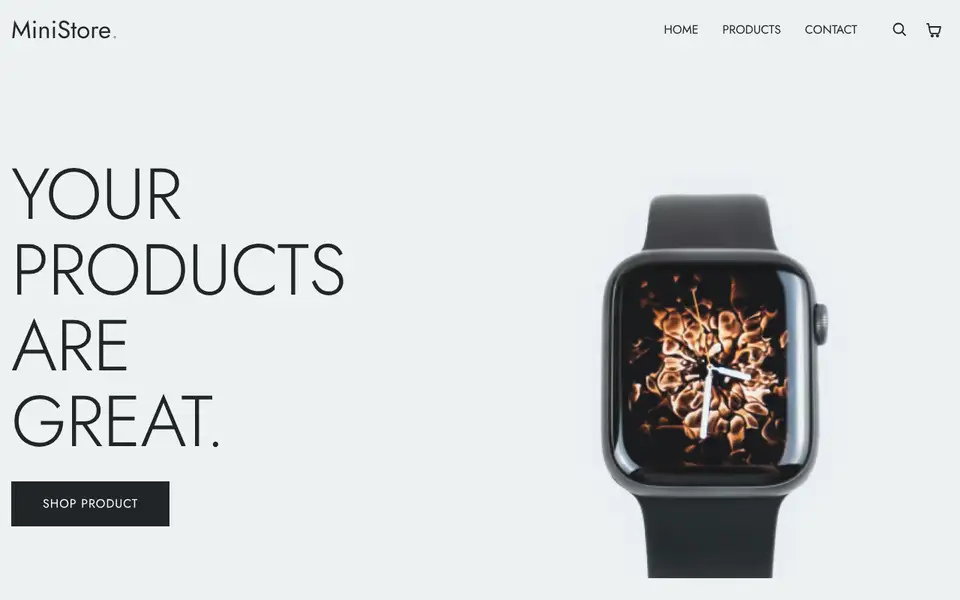 MiniStore.
HOME PRODUCTS CONTACT
YOUR
PRODUCTS
ARE
GREAT.
SHOP PRODUCT